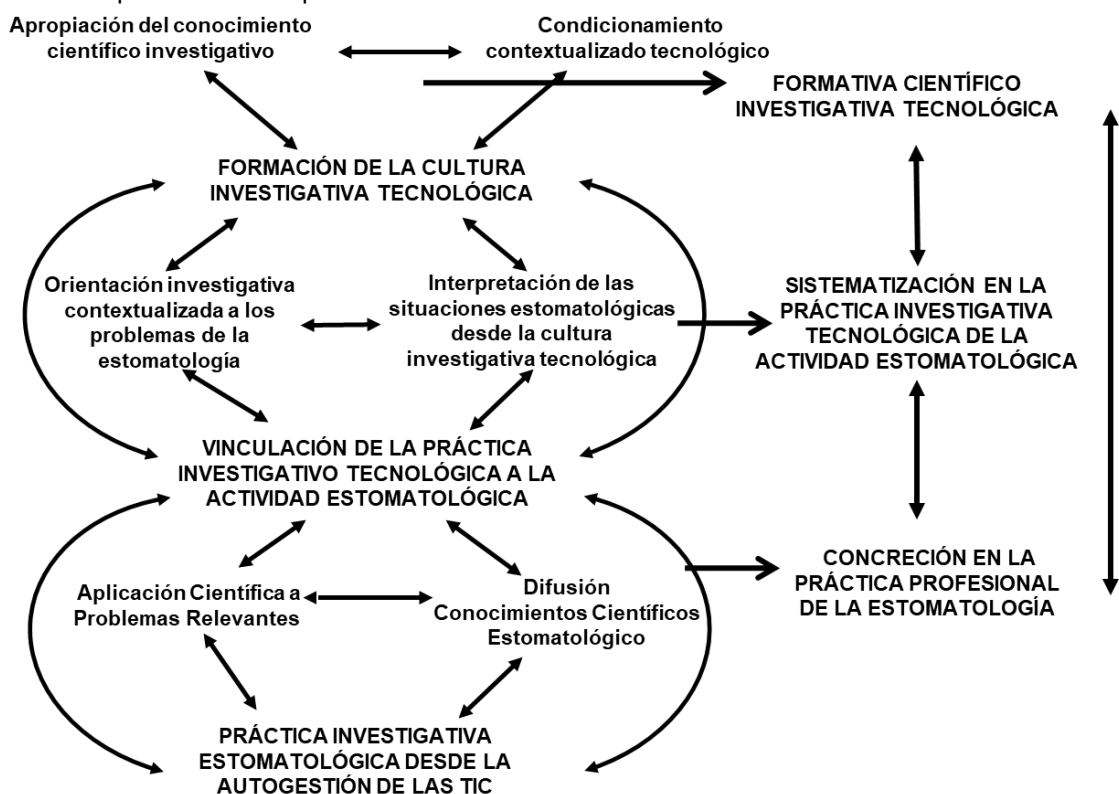 Apropiación del conocimiento
científico investigativo
Condicionamiento
contextualizado tecnológico
FORMATIVA CIENTÍFICO
INVESTIGATIVA TECNOLÓGICA
FORMACIÓN DE LA CULTURA
INVESTIGATIVA TECNOLÓGICA
Orientación investigativa
contextualizada a los
problemas de la
estomatología
Interpretación de las
situaciones estomatológicas
desde la cultura
investigativa tecnológica
SISTEMATIZACIÓN EN LA
PRÁCTICA INVESTIGATIVA
TECNOLÓGICA DE LA
ACTIVIDAD ESTOMATOLÓGICA
VINCULACIÓN DE LA PRÁCTICA
INVESTIGATIVO TECNOLÓGICA A LA
ACTIVIDAD ESTOMATOLÓGICA
Aplicación Científica a
Problemas Relevantes
Difusión
Conocimientos Científicos
Estomatológico
CONCRECIÓN EN LA
PRÁCTICA PROFESIONAL
DE LA ESTOMATOLOGÍA
PRÁCTICA INVESTIGATIVA
ESTOMATOLÓGICA DESDE LA
AUTOGESTIÓN DE LAS TIC